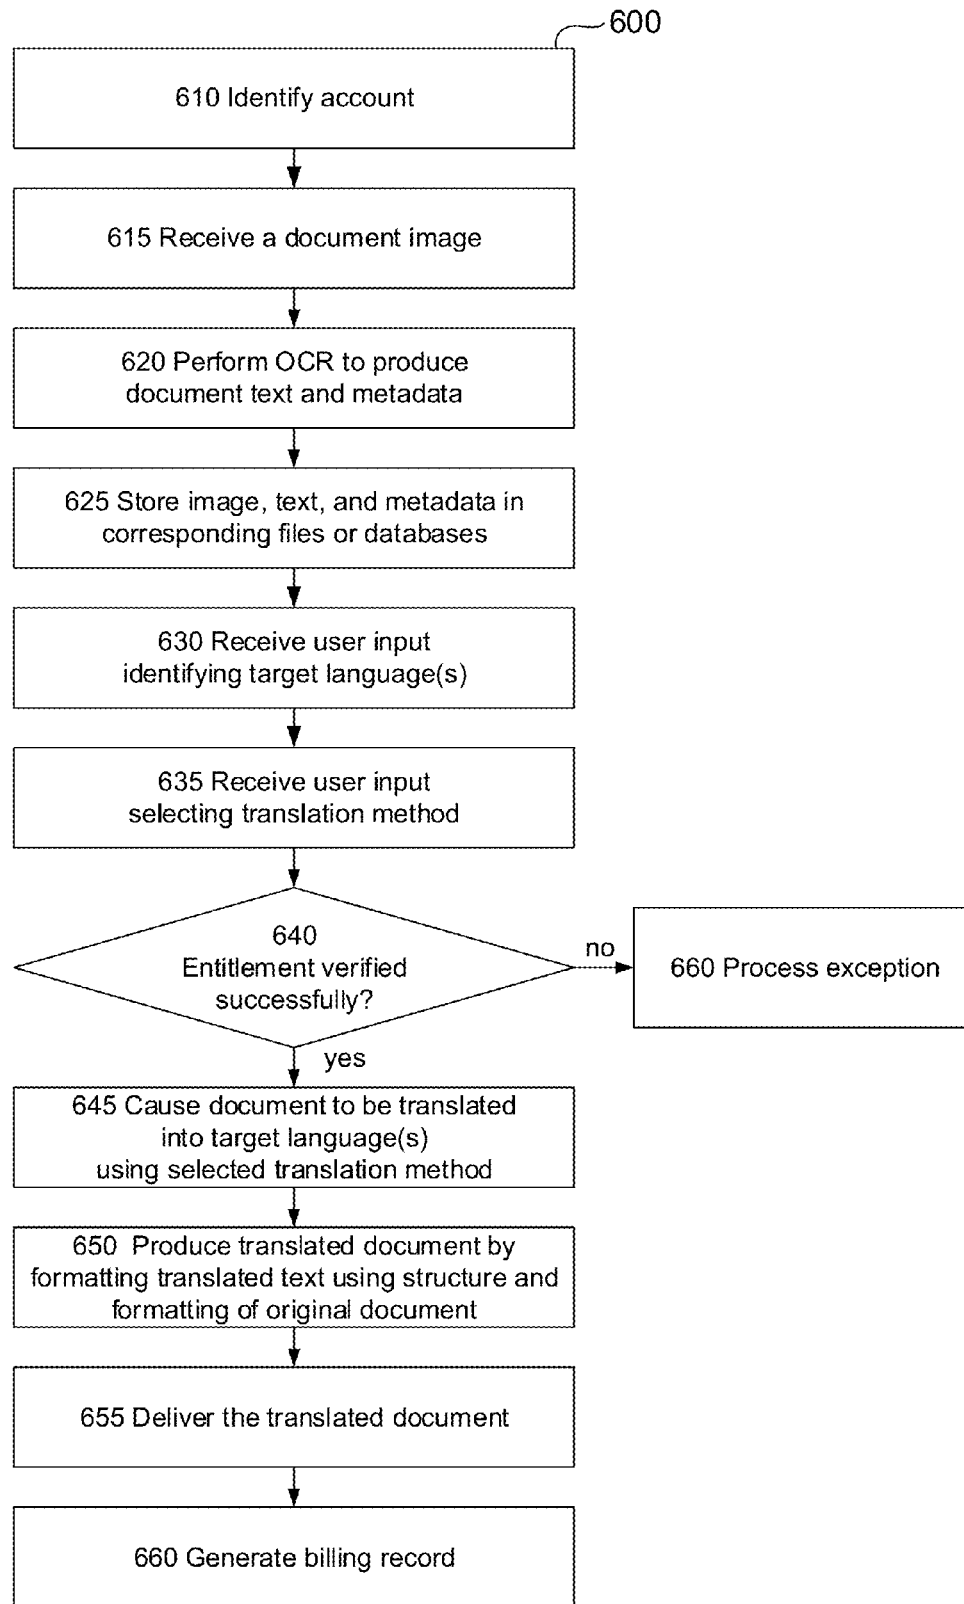 600
610 Identify account
615 Receive a document image
620 Perform OCR to produce
document text and metadata
625 Store image, text, and metadata in
corresponding files or databases
630 Receive user input
identifying target language(s)
635 Receive user input
selecting translation method
640
Entitlement verified
successfully?
no
660 Process exception
yes
645 Cause document to be translated
into target language(s)
using selected translation method
650 Produce translated document by
formatting translated text using structure and
formatting of original document
655 Deliver the translated document
660 Generate billing record